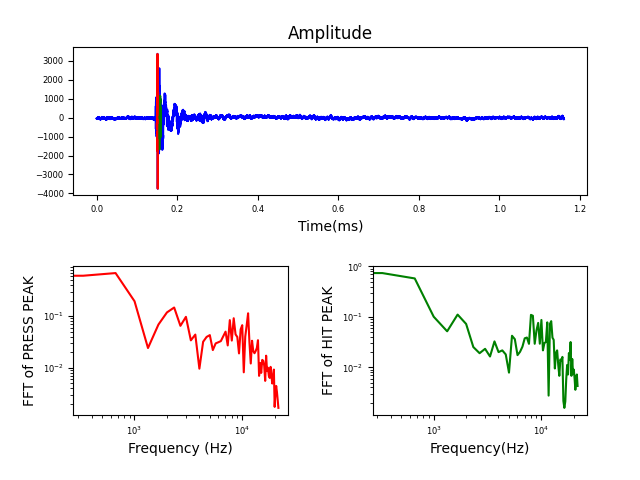 Amplitude
3000
2000
1000
0
−1000
−2000
−3000
−4000
0.0 0.2 0.4 0.6 0.8 1.0 1.2
Time(ms)
FFT of PRESS PEAK
10⁻¹
10⁻²
10³ 10⁴
Frequency (Hz)
FFT of HIT PEAK
10⁰
10⁻¹
10⁻²
10³ 10⁴
Frequency(Hz)